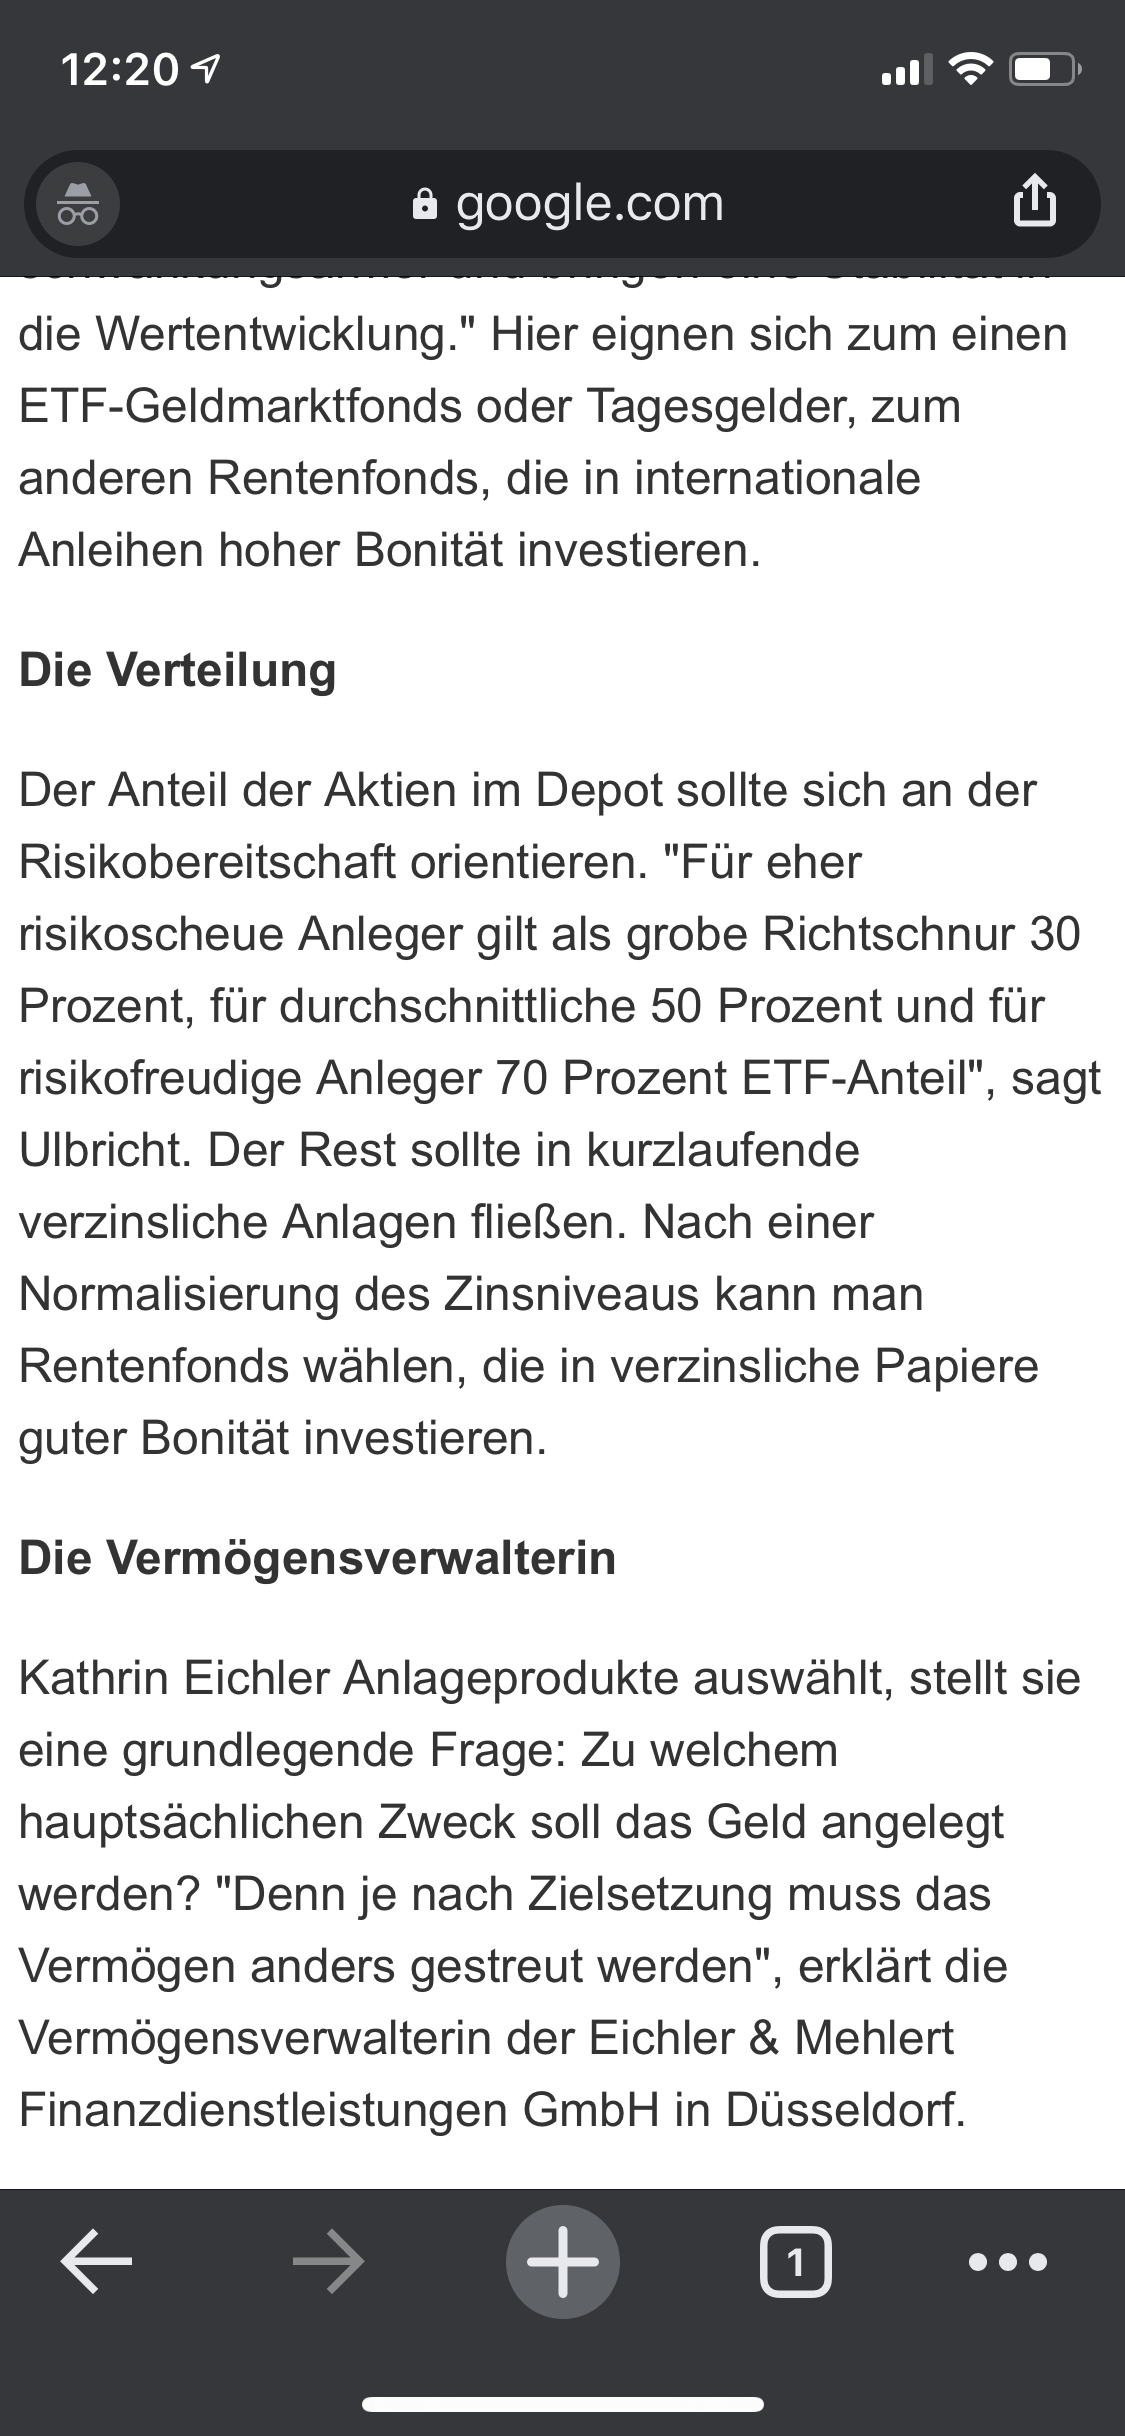 12:20
google.com
die Wertentwicklung." Hier eignen sich zum einen
ETF-Geldmarktfonds oder Tagesgelder, zum
anderen Rentenfonds, die in internationale
Anleihen hoher Bonität investieren.
Die Verteilung
Der Anteil der Aktien im Depot sollte sich an der
Risikobereitschaft orientieren. "Für eher
risikoscheue Anleger gilt als grobe Richtschnur 30
Prozent, für durchschnittliche 50 Prozent und für
risikofreudige Anleger 70 Prozent ETF-Anteil", sagt
Ulbricht. Der Rest sollte in kurzlaufende
verzinsliche Anlagen fließen. Nach einer
Normalisierung des Zinsniveaus kann man
Rentenfonds wählen, die in verzinsliche Papiere
guter Bonität investieren.
Die Vermögensverwalterin
Kathrin Eichler Anlageprodukte auswählt, stellt sie
eine grundlegende Frage: Zu welchem
hauptsächlichen Zweck soll das Geld angelegt
werden? "Denn je nach Zielsetzung muss das
Vermögen anders gestreut werden", erklärt die
Vermögensverwalterin der Eichler & Mehlert
Finanzdienstleistungen GmbH in Düsseldorf.
1